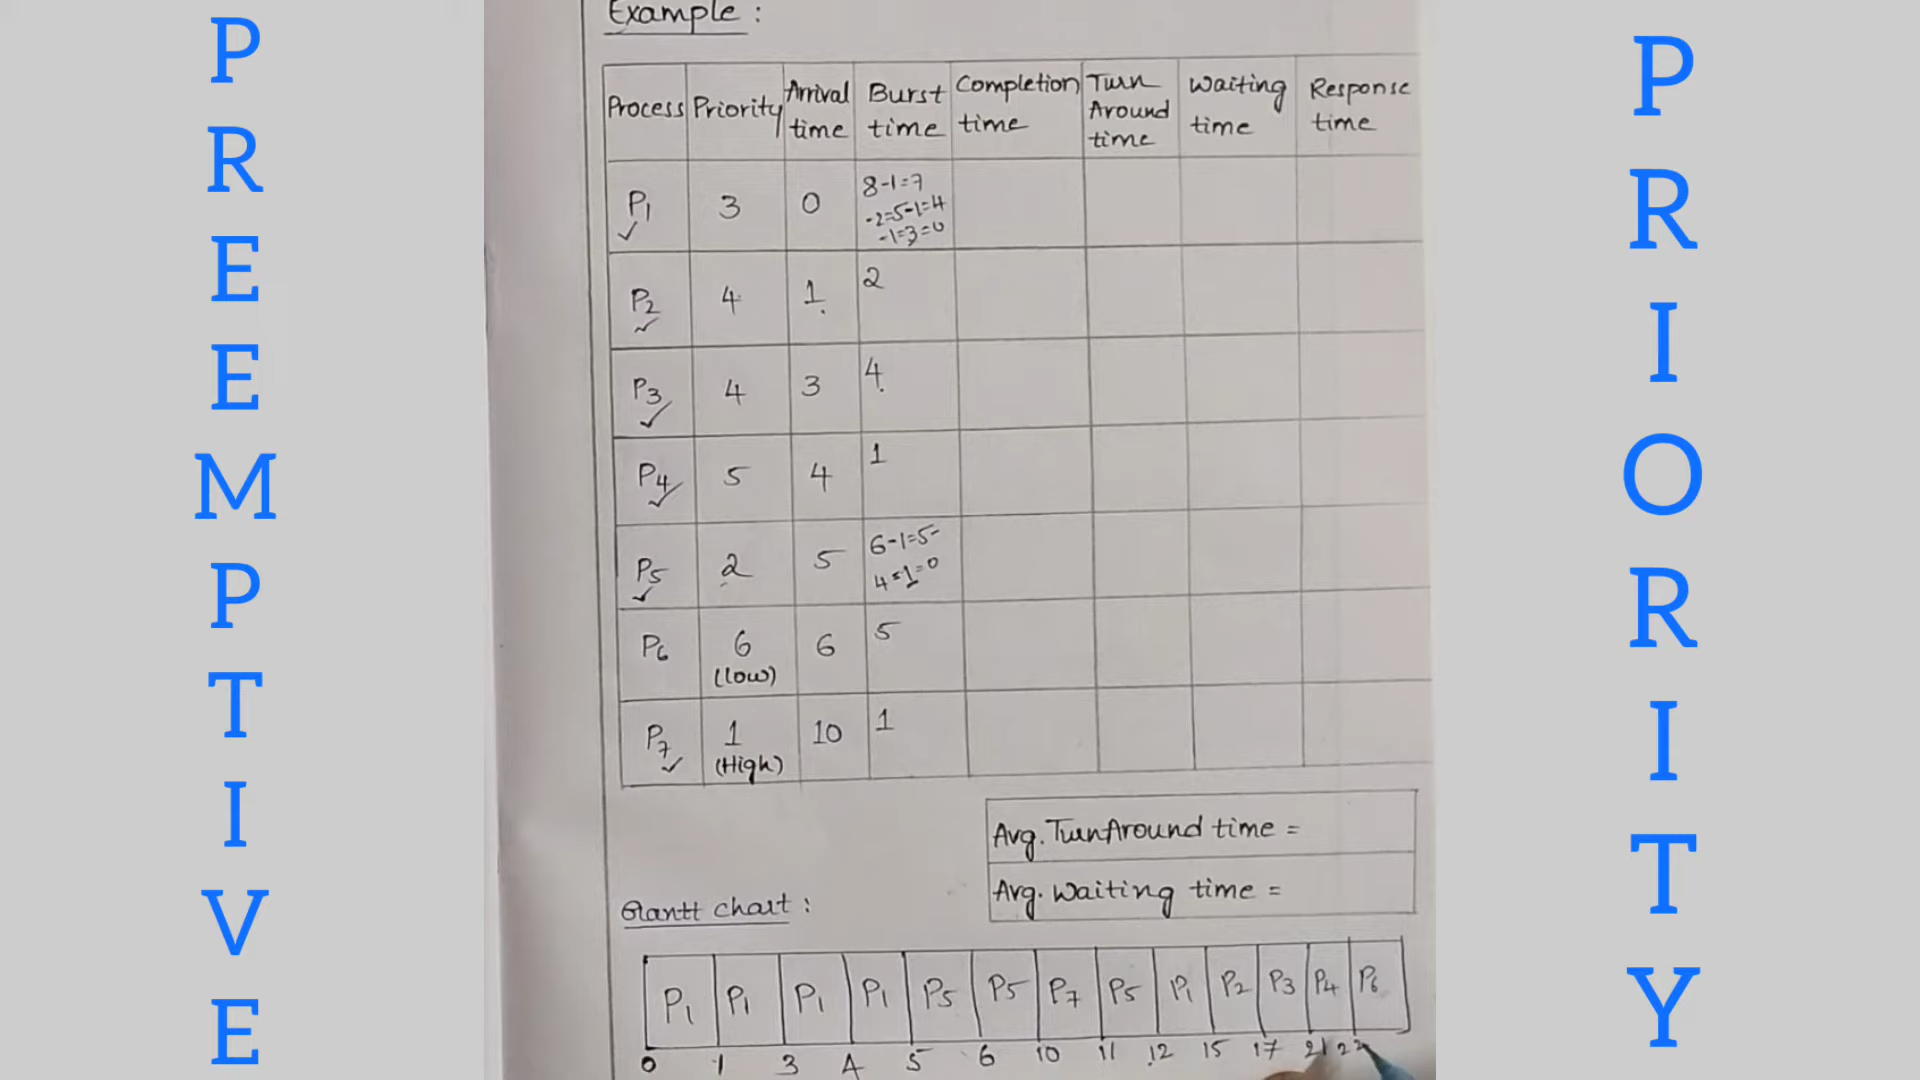 PREEMPTIVE
Example :
Process Priority Arrival time Burst time Completion time Turn Around time Waiting time Response time
P1 3 0 8-1=7
-2=5-1=4
-1=3=0
P2 4 1 2
P3 4 3 4
P4 5 4 1
P5 2 5 6-1=5-
4=1=0
P6 6 6 5
(low)
P7 1 10 1
(High)
Avg. TurnAround time =
Avg. Waiting time =
Gantt chart :
P1 P1 P1 P1 P5 P5 P7 P5 P1 P2 P3 P4 P6
0 1 3 4 5 6 10 11 12 15 17 21 22
PRIORITY